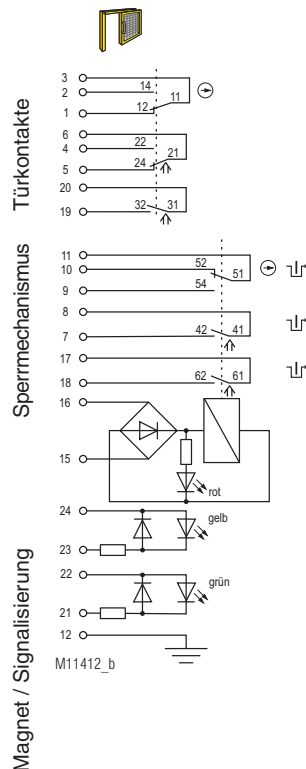 Türkontakte
3
2 14
1 12 11
6
4 22
5 24 21
20
19 32 31
Sperrmechanismus
11
10 52
51
9 54
8
7 42 41
17
18 62 61
16
15
rot
Magnet / Signalisierung
24
gelb
23
22
grün
21
12
M11412_b